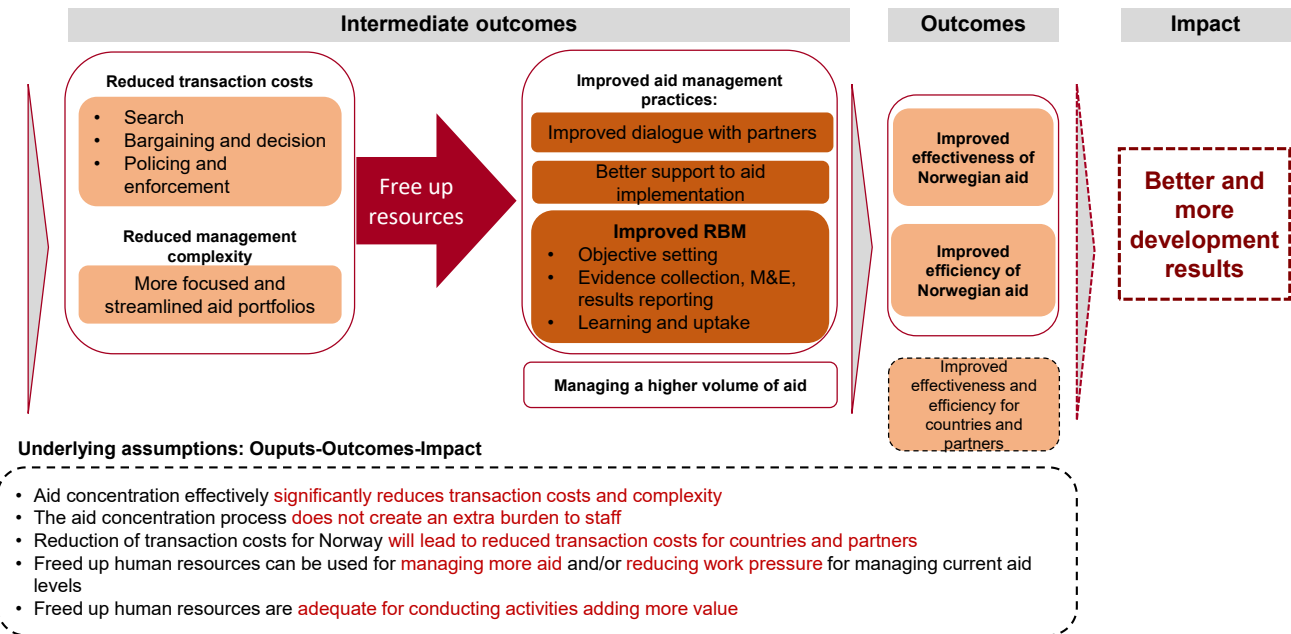 Intermediate outcomes
Outcomes
Impact
Reduced transaction costs
• Search
• Bargaining and decision
• Policing and
enforcement
Reduced management
complexity
More focused and
streamlined aid portfolios
Free up
resources
Improved aid management
practices:
Improved dialogue with partners
Better support to aid
implementation
Improved RBM
• Objective setting
• Evidence collection, M&E,
results reporting
• Learning and uptake
Managing a higher volume of aid
Improved
effectiveness of
Norwegian aid
Improved
efficiency of
Norwegian aid
Improved
effectiveness and
efficiency for
countries and
partners
Better and
more
development
results
Underlying assumptions: Ouputs-Outcomes-Impact
• Aid concentration effectively significantly reduces transaction costs and complexity
• The aid concentration process does not create an extra burden to staff
• Reduction of transaction costs for Norway will lead to reduced transaction costs for countries and partners
• Freed up human resources can be used for managing more aid and/or reducing work pressure for managing current aid
levels
• Freed up human resources are adequate for conducting activities adding more value